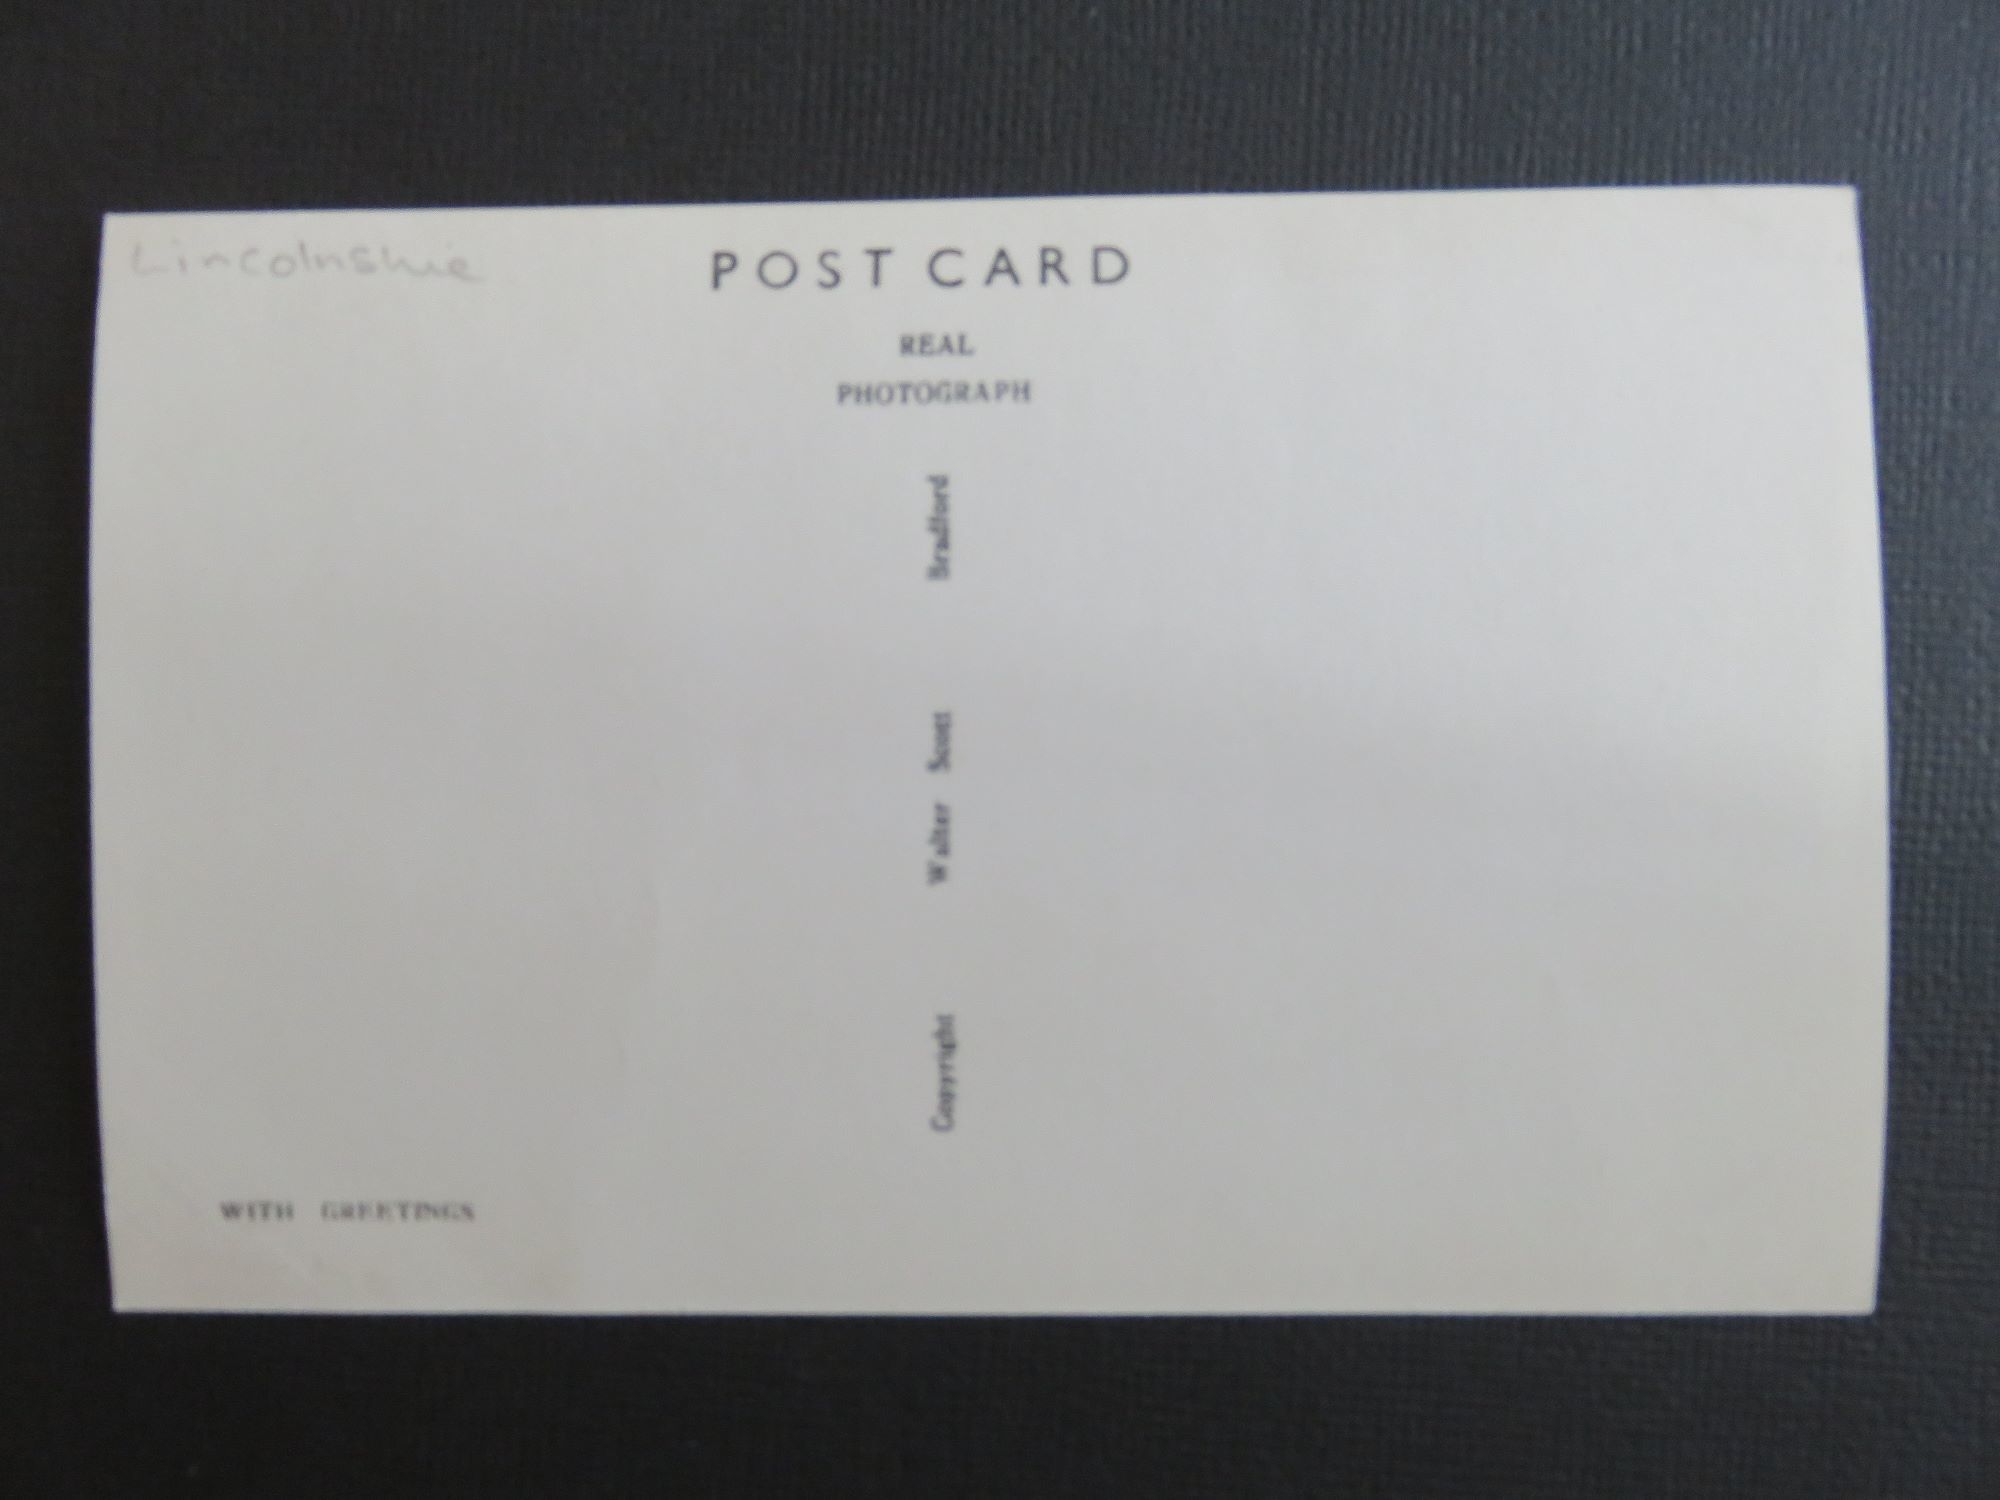 Lincolnshire
POST CARD
REAL
PHOTOGRAPH
Copyright Walter Scott Bradford
WITH GREETINGS